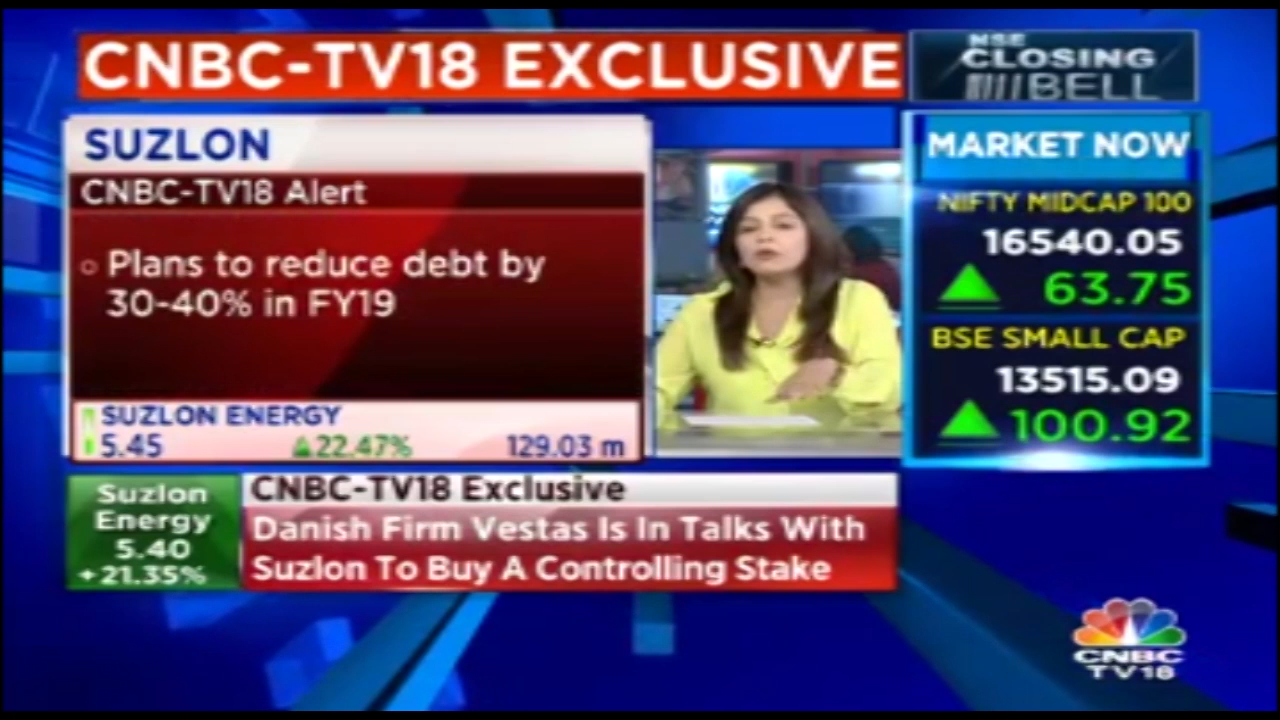 CNBC-TV18 EXCLUSIVE
NSE
CLOSING
BELL
SUZLON
CNBC-TV18 Alert
Plans to reduce debt by
30-40% in FY19
SUZLON ENERGY
5.45 ▲22.47% 129.03 m
MARKET NOW
NIFTY MIDCAP 100
16540.05
▲ 63.75
BSE SMALL CAP
13515.09
▲ 100.92
Suzlon
Energy
5.40
+21.35%
CNBC-TV18 Exclusive
Danish Firm Vestas Is In Talks With
Suzlon To Buy A Controlling Stake
CNBC
TV18